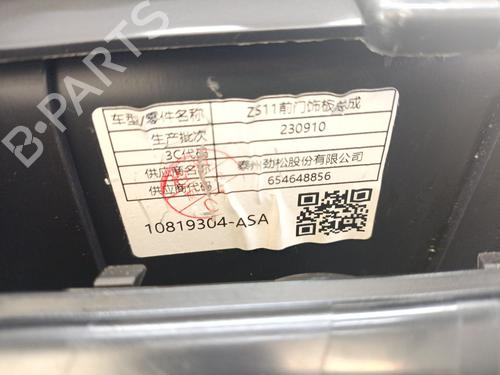 车型/零件名称 ZS11前门饰板总成
生产批次 230910
3C代码
供应商名称 泰州劲松股份有限公司
供应商代码 654648856
10819304-ASA
B-PARTS